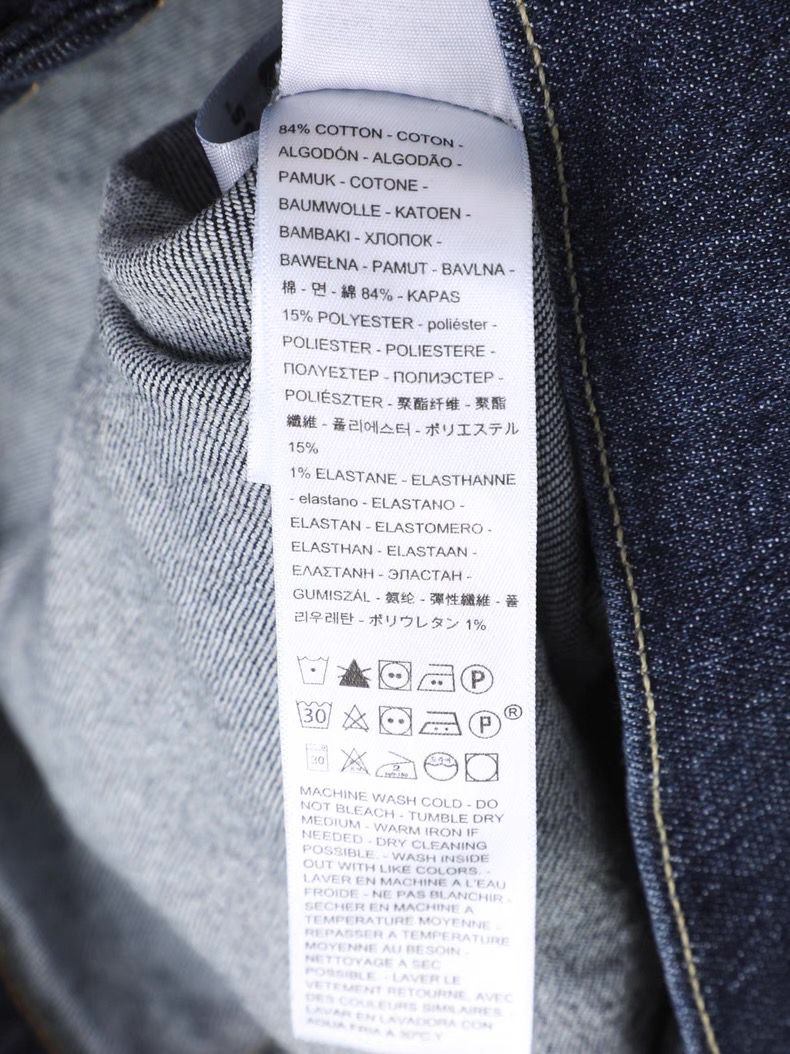 84% COTTON - COTON -
ALGODÓN - ALGODÃO -
PAMUK - COTONE -
BAUMWOLLE - KATOEN -
BAMBAKI - ХЛОПОК -
BAWEŁNA - PAMUT - BAVLNA -
棉 - 면 - 綿 84% - KAPAS
15% POLYESTER - poliéster -
POLIESTER - POLIESTERE -
ΠΟΛΥΕΣΤΕΡ - ПОЛИЭСТЕР -
POLIÉSZTER - 聚酯纤维 - 聚酯
纖維 - 폴리에스터 - ポリエステル
15%
1% ELASTANE - ELASTHANNE
- elastano - ELASTANO -
ELASTAN - ELASTOMERO -
ELASTHAN - ELASTAAN -
ΕΛΑΣΤΑΝΗ - ЭЛАСТАН -
GUMISZÁL - 氨纶 - 彈性纖維 - 폴
리우레탄 - ポリウレタン 1%
P
30 P ®
30 2
MACHINE WASH COLD - DO
NOT BLEACH - TUMBLE DRY
MEDIUM - WARM IRON IF
NEEDED - DRY CLEANING
POSSIBLE. - WASH INSIDE
OUT WITH LIKE COLORS. -
LAVER EN MACHINE A L'EAU
FROIDE - NE PAS BLANCHIR -
SECHER EN MACHINE A
TEMPERATURE MOYENNE -
REPASSER A TEMPERATURE
MOYENNE AU BESOIN -
NETTOYAGE A SEC
POSSIBLE. - LAVER LE
VETEMENT RETOURNE, AVEC
DES COULEURS SIMILAIRES. -
LAVAR EN LAVADORA CON
AGUA FRIA A 30ºC.Y